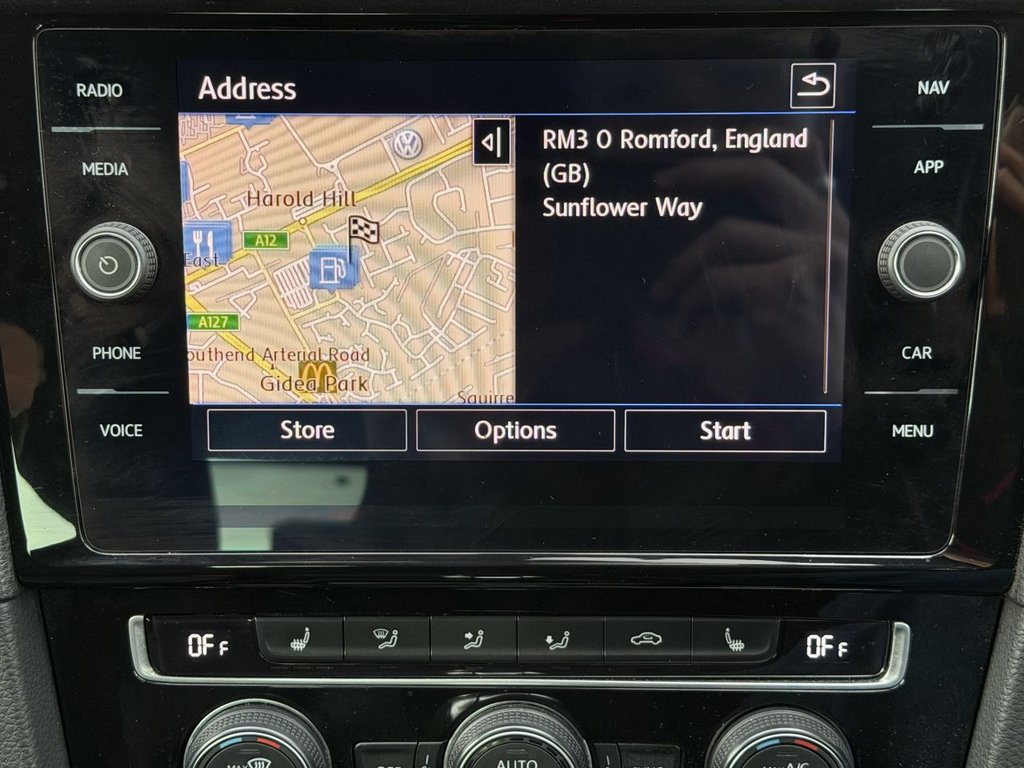 RADIO
MEDIA
PHONE
VOICE
Address
Harold Hill
A12
East
A127
outhend Arterial Road
Gidea Park
Squirre
RM3 0 Romford, England
(GB)
Sunflower Way
Store
Options
Start
NAV
APP
CAR
MENU
OFF
OFF
AUTO
A/C